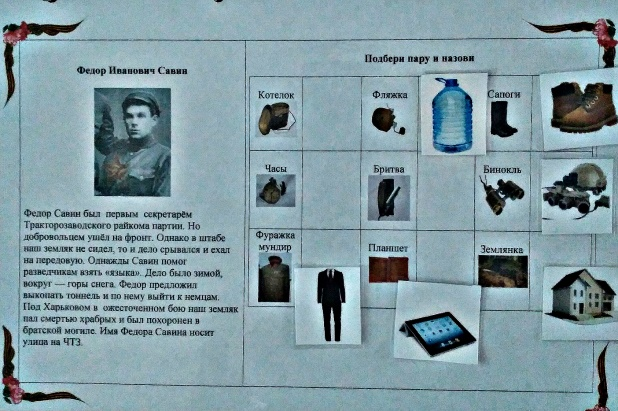 Федор Иванович Савин
Федор Савин был первым секретарём
Тракторозаводского райкома партии. Но
добровольцем ушёл на фронт. Однако в штабе
наш земляк не сидел, то и дело срывался и ехал
на передовую. Однажды Савин помог
разведчикам взять «языка». Дело было зимой,
вокруг — горы снега. Федор предложил
выкопать тоннель и по нему выйти к немцам.
Под Харьковом в ожесточенном бою наш земляк
пал смертью храбрых и был похоронен в
братской могиле. Имя Федора Савина носит
улица на ЧТЗ.
Подбери пару и назови
Котелок
Фляжка
Сапоги
Часы
Бритва
Бинокль
Фуражка
мундир
Планшет
Землянка